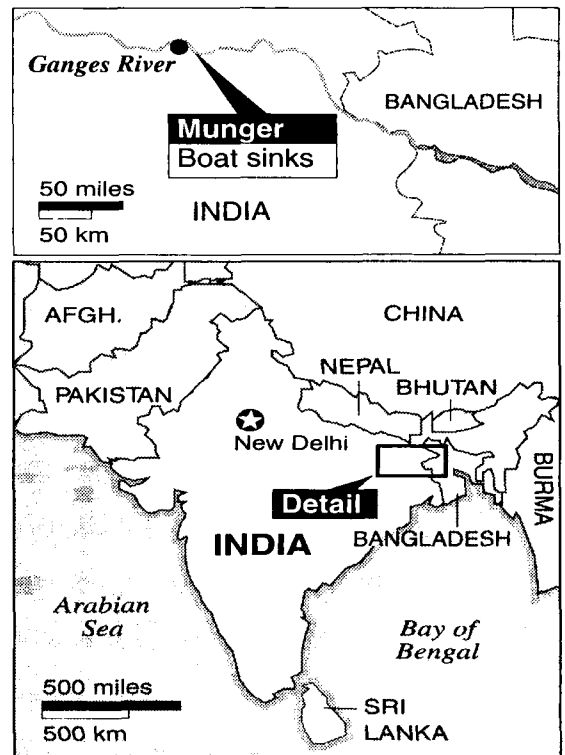 Ganges River
BANGLADESH
Munger
Boat sinks
50 miles
50 km
INDIA
AFGH.
CHINA
NEPAL
BHUTAN
PAKISTAN
New Delhi
BURMA
Detail
INDIA
BANGLADESH
Arabian
Sea
Bay of
Bengal
500 miles
500 km
SRI
LANKA